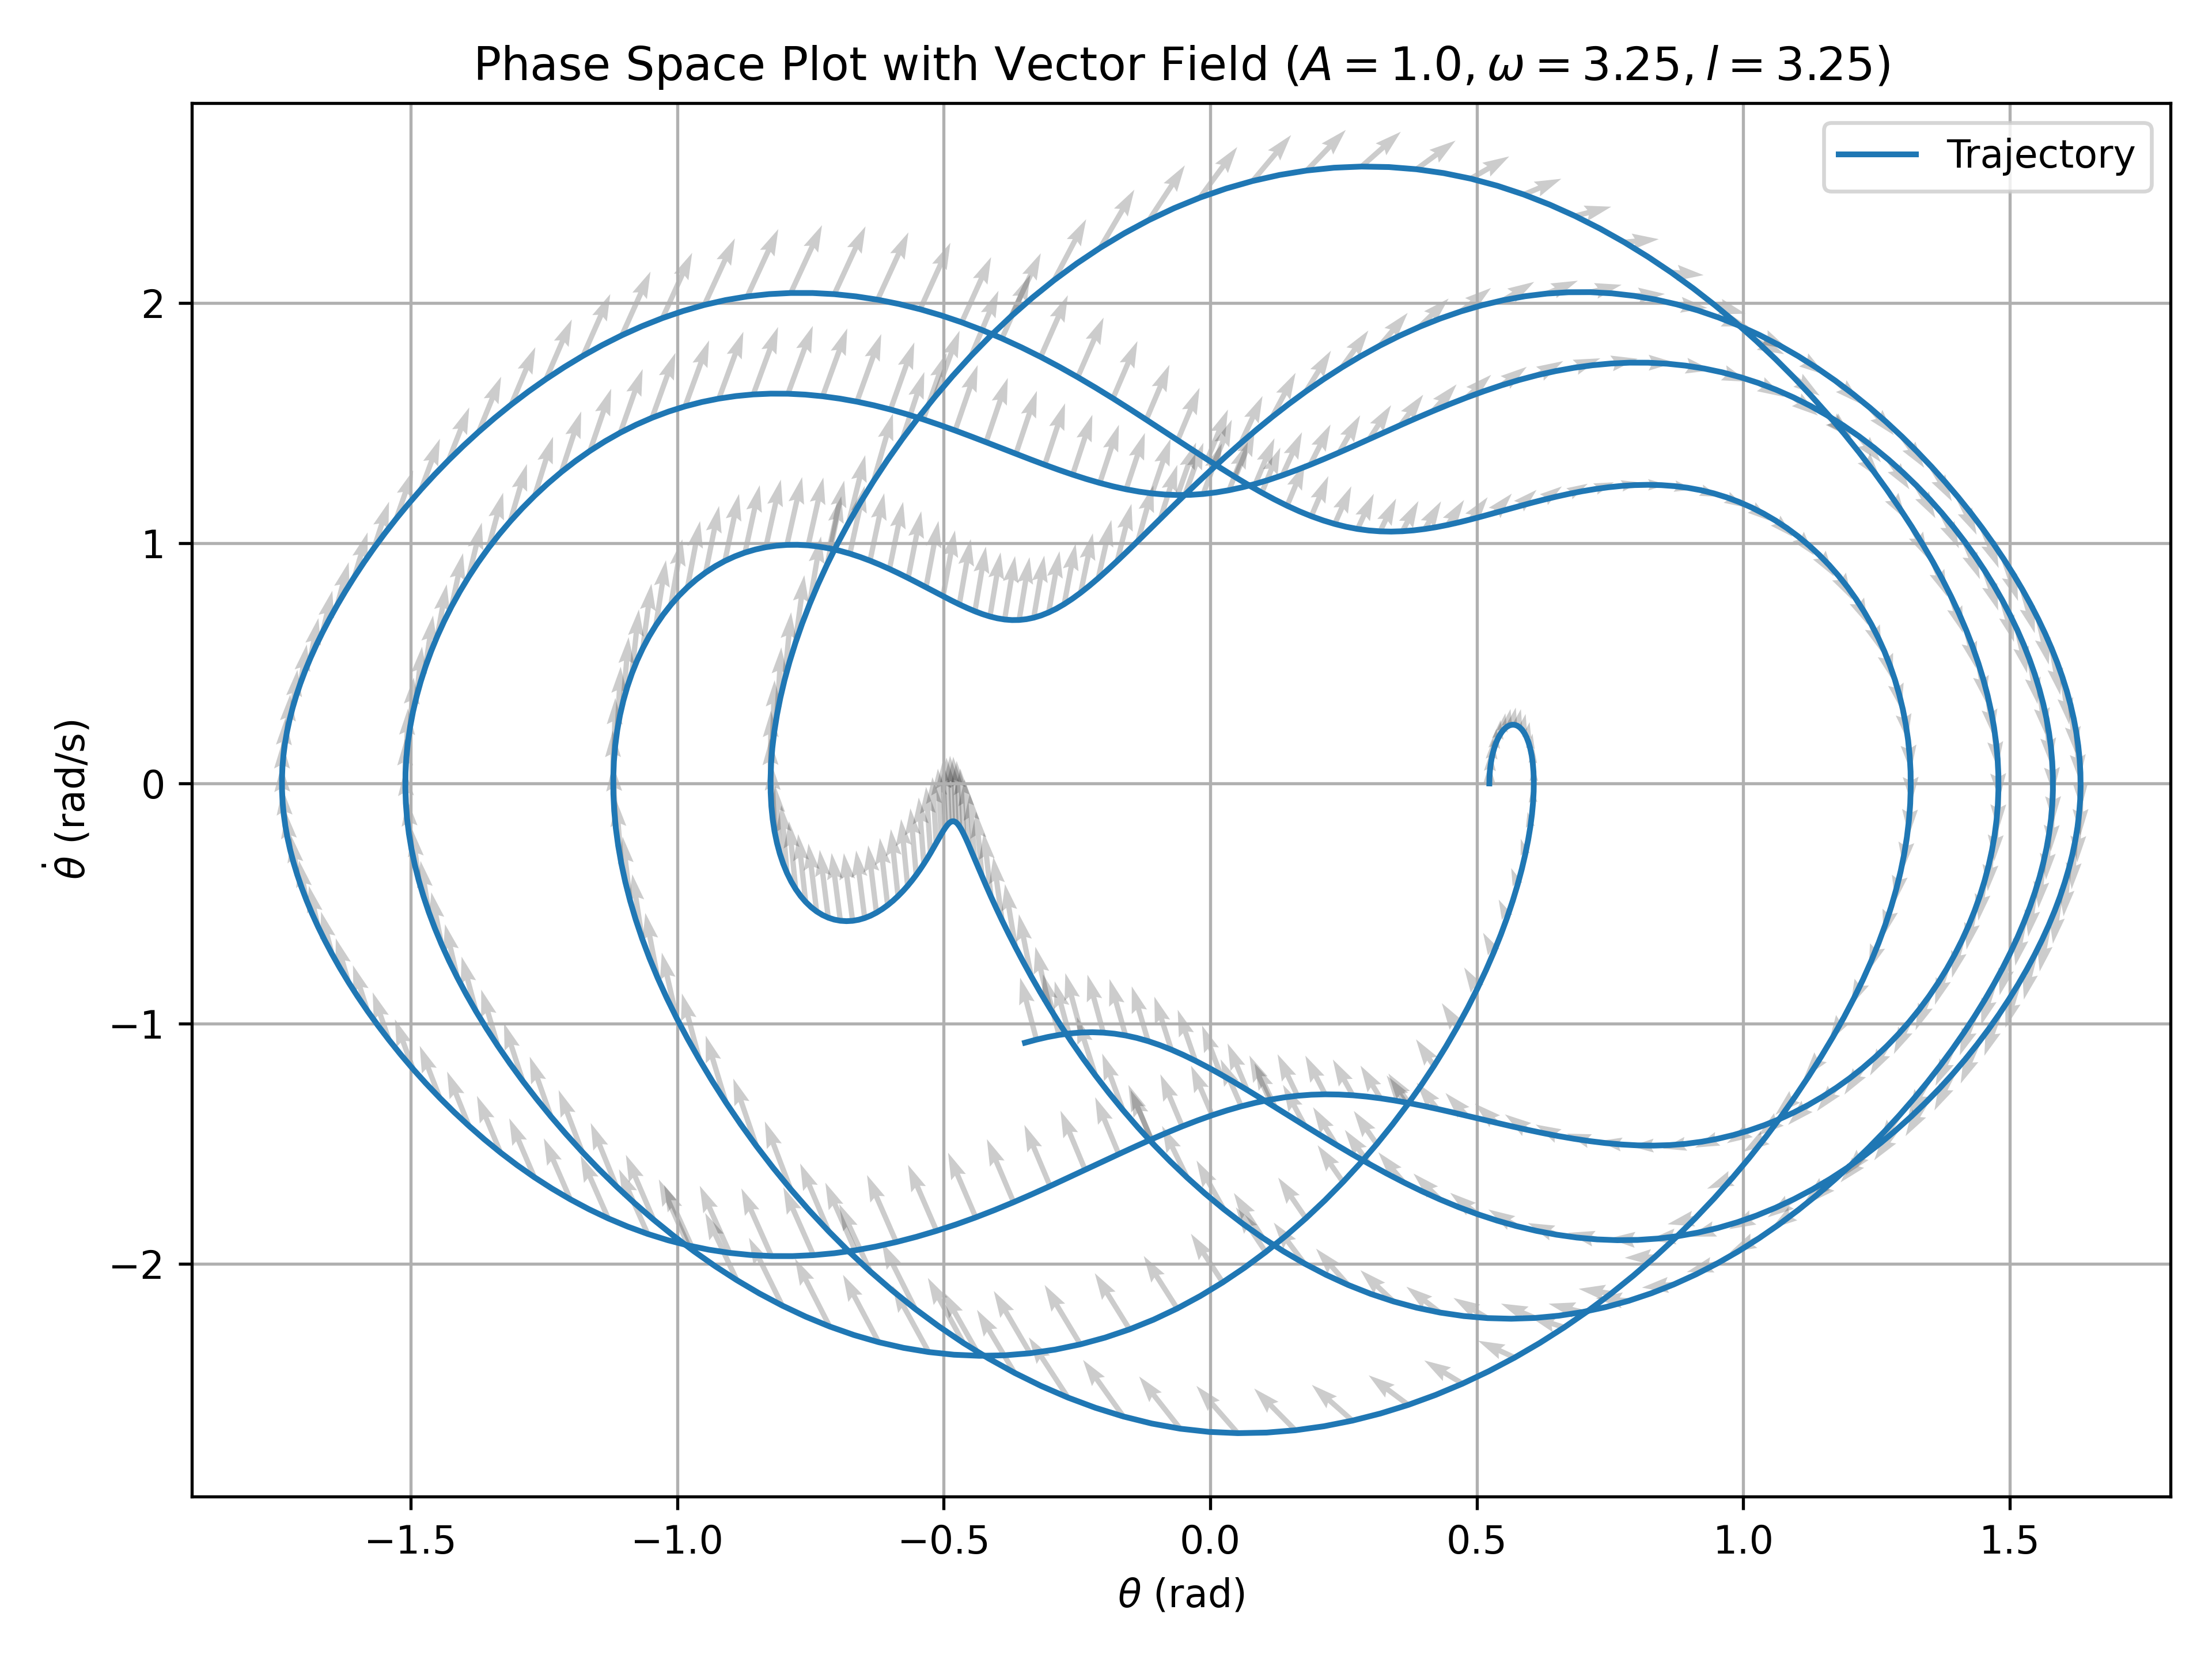 Phase Space Plot with Vector Field (A = 1.0, ω = 3.25, l = 3.25)
Trajectory
2
1
0
−1
−2
θ̇ (rad/s)
−1.5 −1.0 −0.5 0.0 0.5 1.0 1.5
θ (rad)